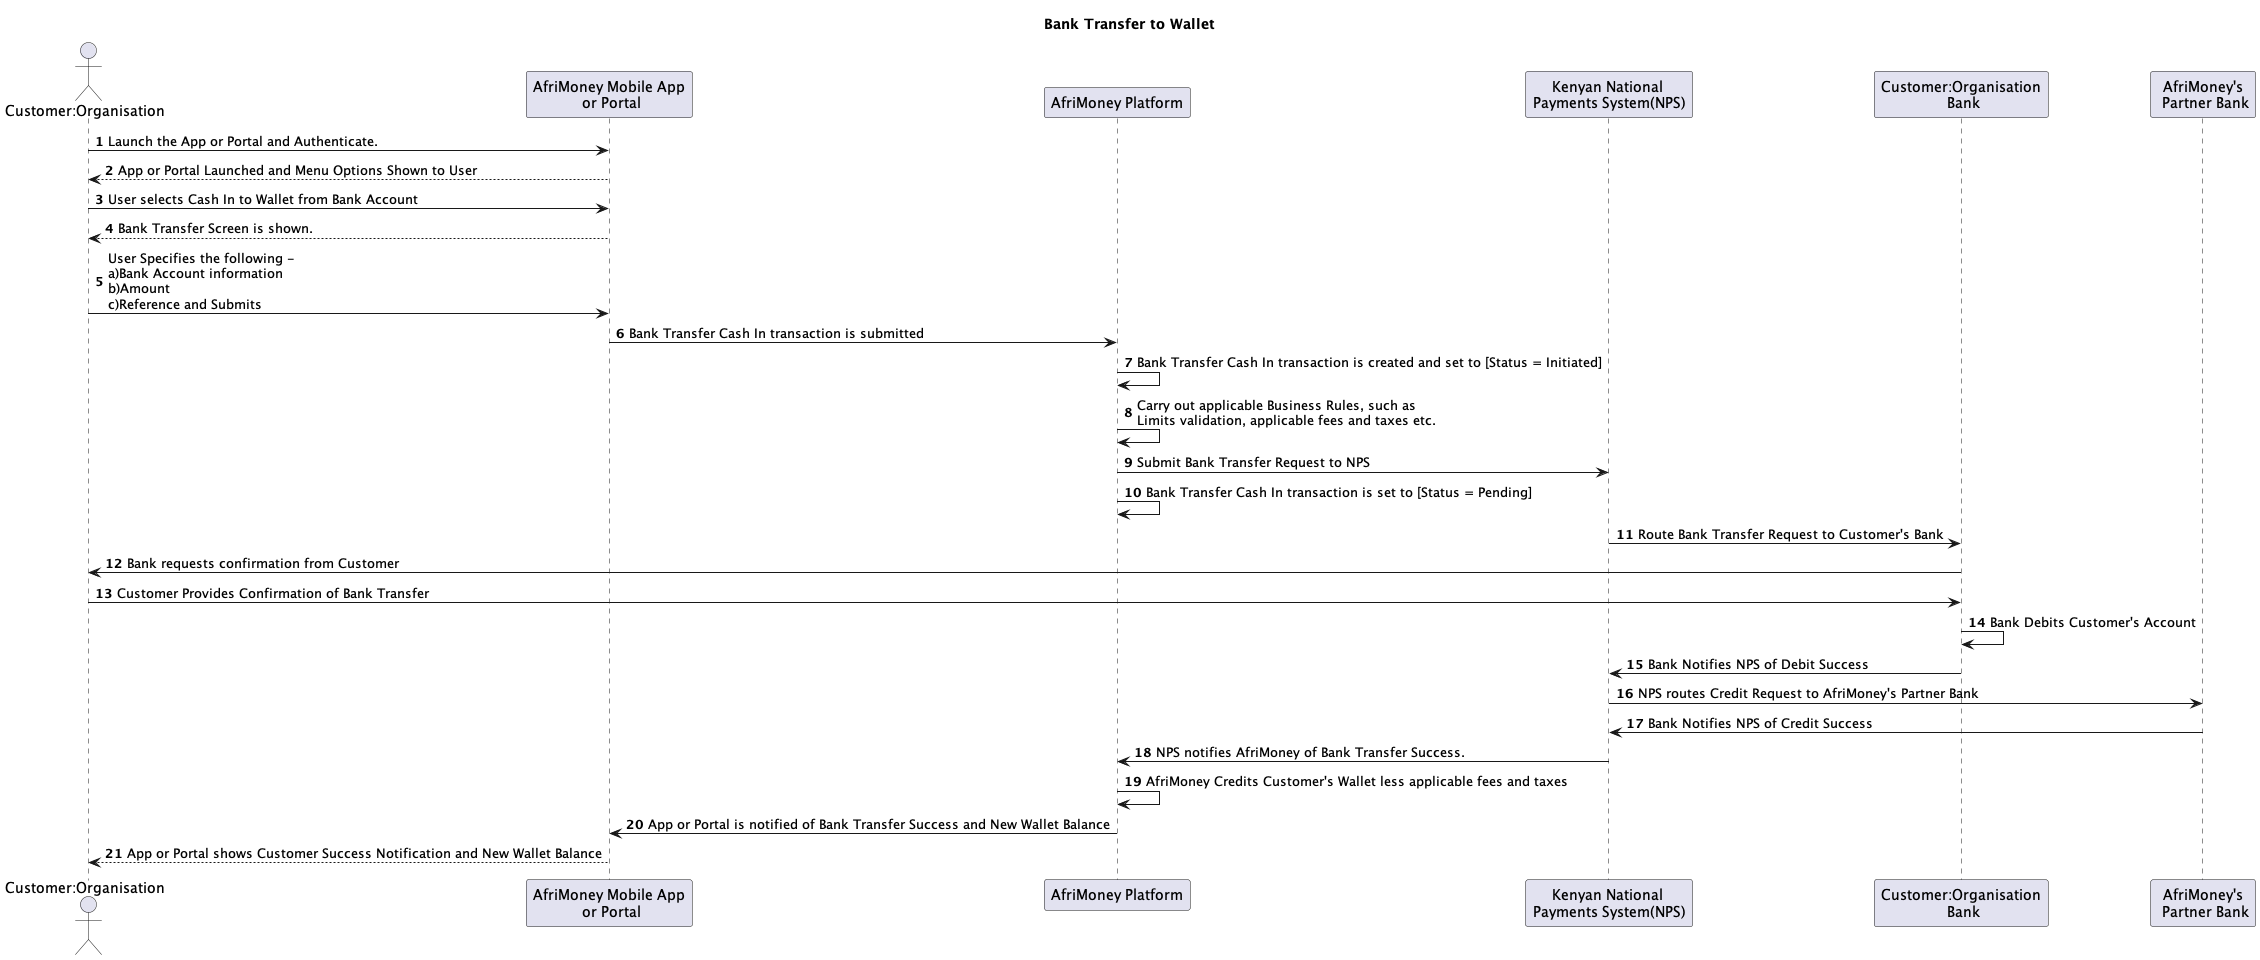 Bank Transfer to Wallet
Customer:Organisation
AfriMoney Mobile App
or Portal
AfriMoney Platform
Kenyan National
Payments System(NPS)
Customer:Organisation
Bank
AfriMoney's
Partner Bank
1 Launch the App or Portal and Authenticate.
2 App or Portal Launched and Menu Options Shown to User
3 User selects Cash In to Wallet from Bank Account
4 Bank Transfer Screen is shown.
5 User Specifies the following -
a)Bank Account information
b)Amount
c)Reference and Submits
6 Bank Transfer Cash In transaction is submitted
7 Bank Transfer Cash In transaction is created and set to [Status = Initiated]
8 Carry out applicable Business Rules, such as
Limits validation, applicable fees and taxes etc.
9 Submit Bank Transfer Request to NPS
10 Bank Transfer Cash In transaction is set to [Status = Pending]
11 Route Bank Transfer Request to Customer's Bank
12 Bank requests confirmation from Customer
13 Customer Provides Confirmation of Bank Transfer
14 Bank Debits Customer's Account
15 Bank Notifies NPS of Debit Success
16 NPS routes Credit Request to AfriMoney's Partner Bank
17 Bank Notifies NPS of Credit Success
18 NPS notifies AfriMoney of Bank Transfer Success.
19 AfriMoney Credits Customer's Wallet less applicable fees and taxes
20 App or Portal is notified of Bank Transfer Success and New Wallet Balance
21 App or Portal shows Customer Success Notification and New Wallet Balance
Customer:Organisation
AfriMoney Mobile App
or Portal
AfriMoney Platform
Kenyan National
Payments System(NPS)
Customer:Organisation
Bank
AfriMoney's
Partner Bank